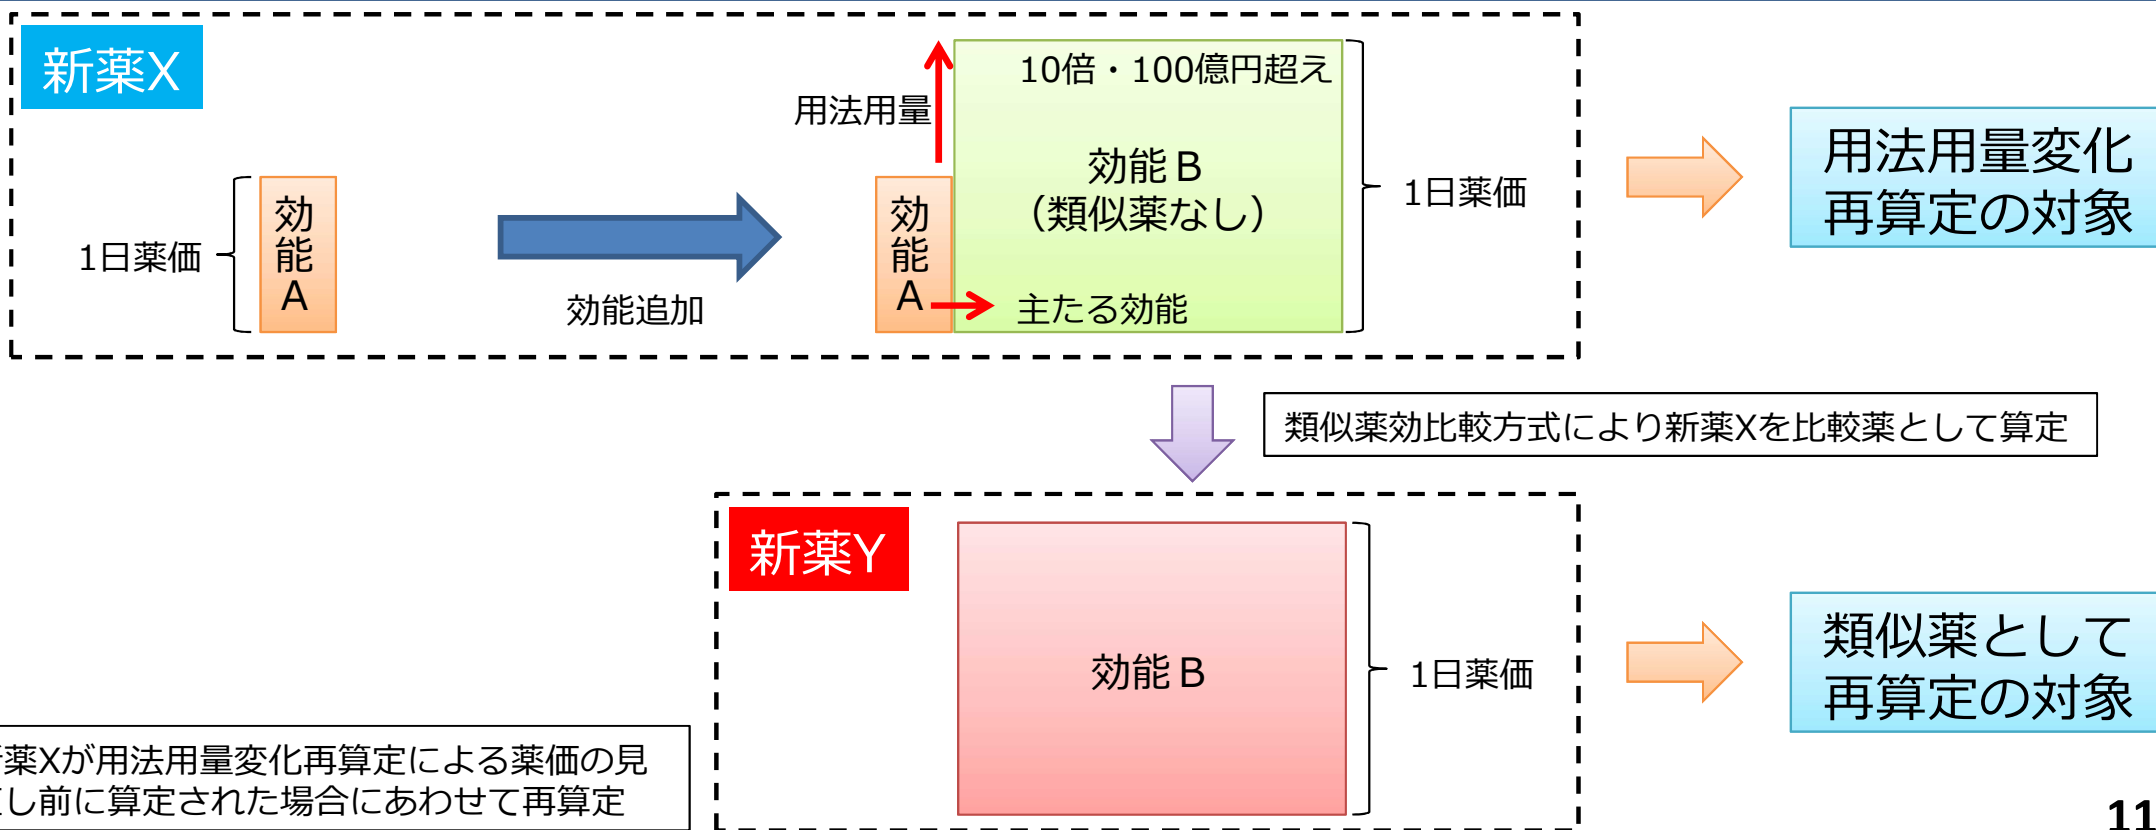 新薬X
10倍・100億円超え
用法用量
効能B
(類似薬なし)
1日薬価
効能A
1日薬価
効能追加
効能A
主たる効能
用法用量変化
再算定の対象
類似薬効比較方式により新薬Xを比較薬として算定
新薬Y
効能B
1日薬価
類似薬として
再算定の対象
薬Xが用法用量変化再算定による薬価の見
し前に算定された場合にあわせて再算定
11